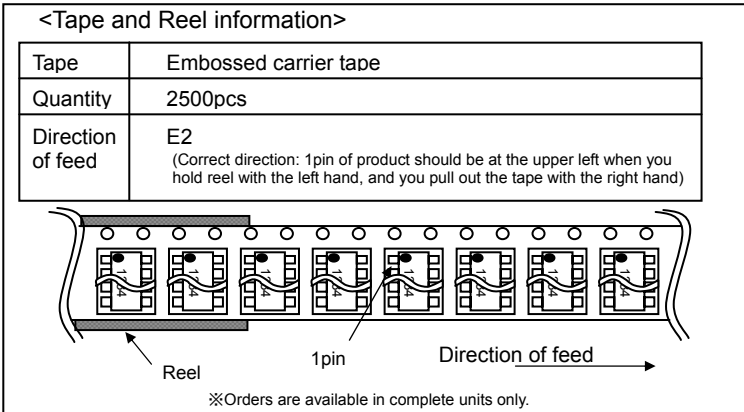 <Tape and Reel information>
Tape Embossed carrier tape
Quantity 2500pcs
Direction of feed E2
(Correct direction: 1pin of product should be at the upper left when you
hold reel with the left hand, and you pull out the tape with the right hand)
Reel
1pin
Direction of feed
※Orders are available in complete units only.